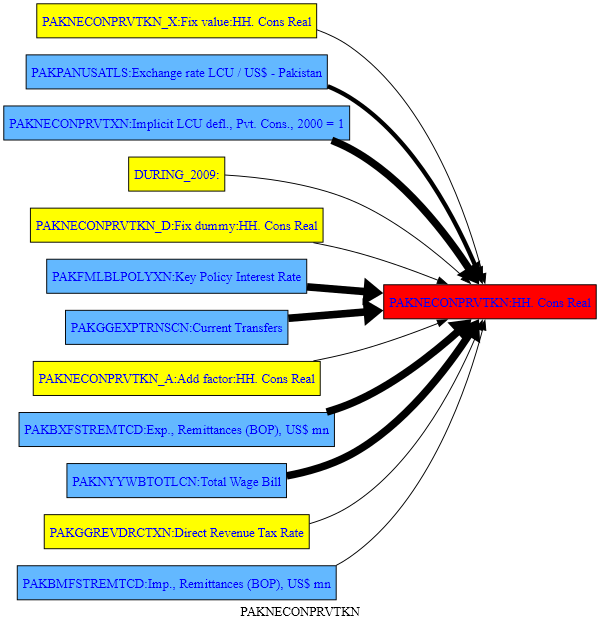 PAKNECONPRVTKN_X:Fix value:HH. Cons Real
PAKPANUSATLS:Exchange rate LCU / US$ - Pakistan
PAKNECONPRVTXN:Implicit LCU defl., Pvt. Cons., 2000 = 1
DURING_2009:
PAKNECONPRVTKN_D:Fix dummy:HH. Cons Real
PAKFMLBLPOLYXN:Key Policy Interest Rate
PAKNECONPRVTKN:HH. Cons Real
PAKGGEXPTRNSCN:Current Transfers
PAKNECONPRVTKN_A:Add factor:HH. Cons Real
PAKBXFSTREMTCD:Exp., Remittances (BOP), US$ mn
PAKNYYWBTOTLCN:Total Wage Bill
PAKGGREVDRCTXN:Direct Revenue Tax Rate
PAKBMFSTREMTCD:Imp., Remittances (BOP), US$ mn
PAKNECONPRVTKN